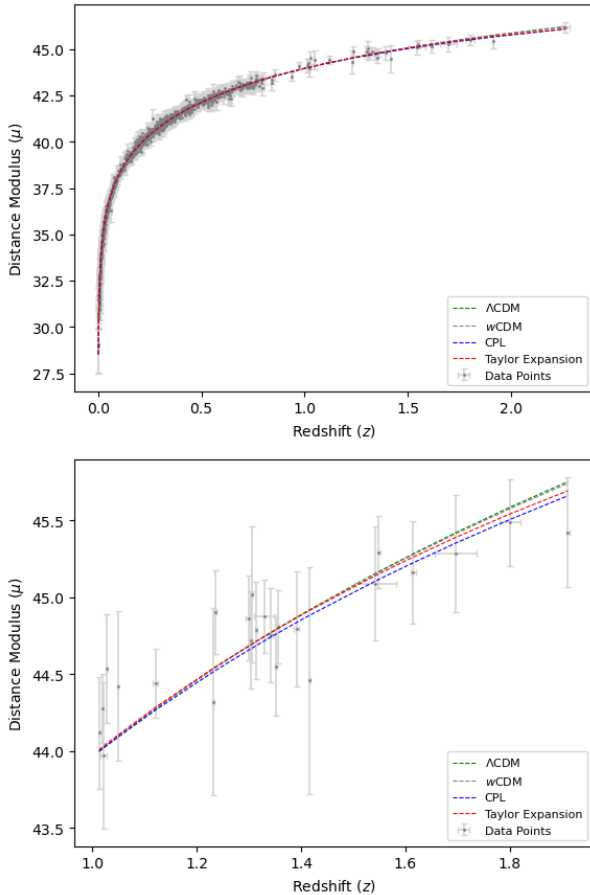 Distance Modulus (μ)
45.0
42.5
40.0
37.5
35.0
32.5
30.0
27.5
ΛCDM
wCDM
CPL
Taylor Expansion
Data Points
0.0 0.5 1.0 1.5 2.0
Redshift (z)
Distance Modulus (μ)
45.5
45.0
44.5
44.0
43.5
ΛCDM
wCDM
CPL
Taylor Expansion
Data Points
1.0 1.2 1.4 1.6 1.8
Redshift (z)